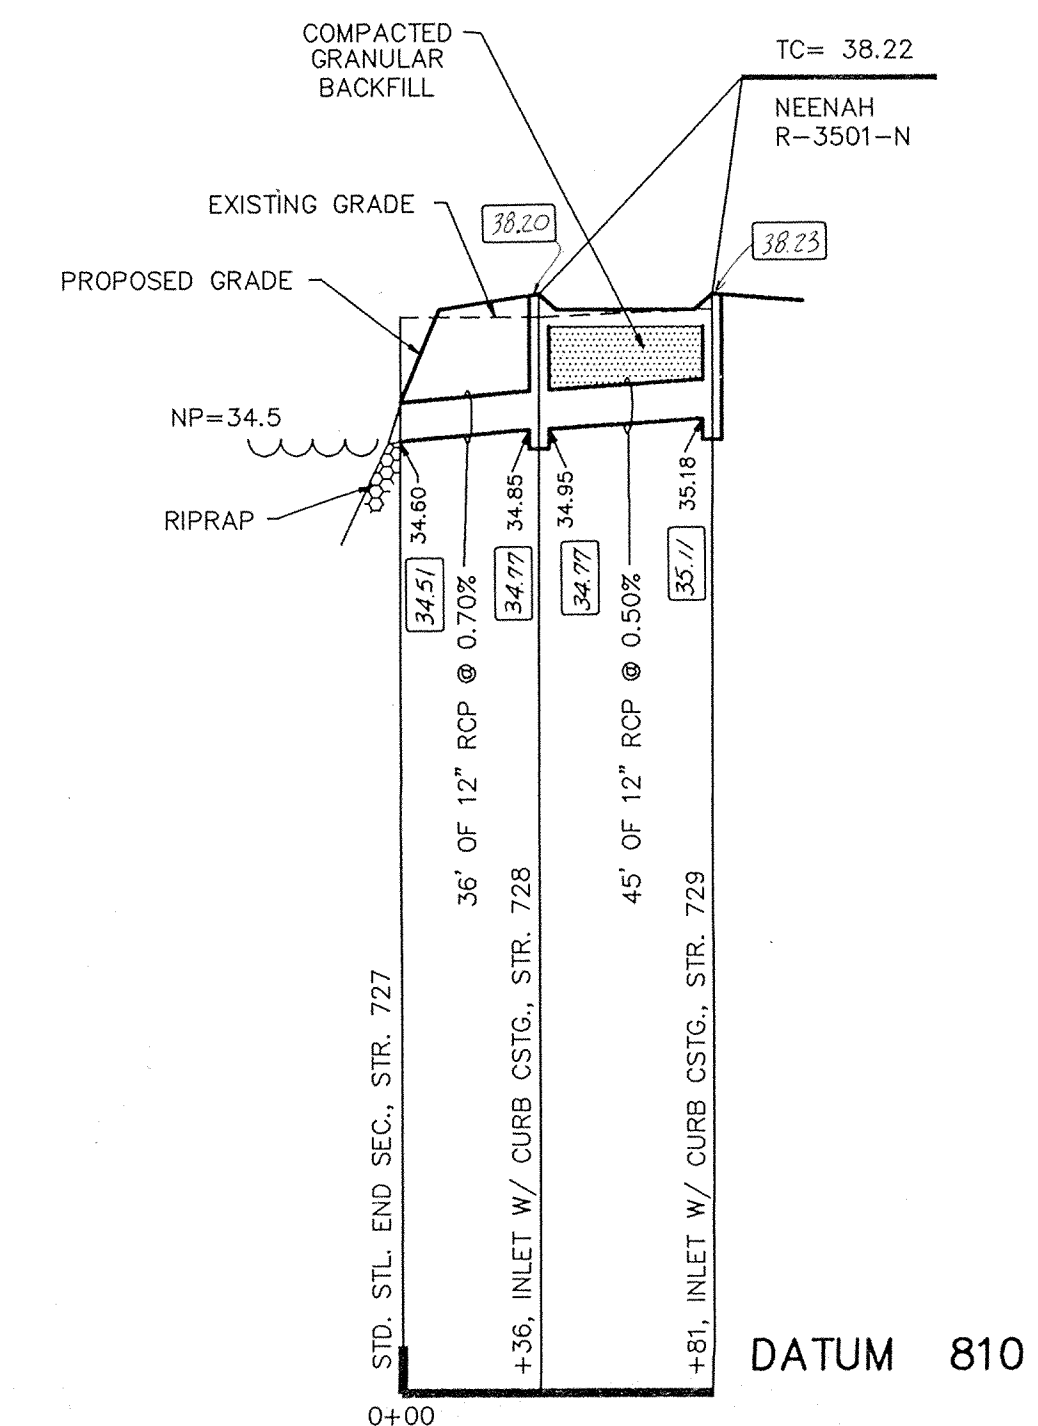 COMPACTED
GRANULAR
BACKFILL
TC= 38.22
NEENAH
R-3501-N
EXISTING GRADE
38.20
38.23
PROPOSED GRADE
NP=34.5
RIPRAP
34.60
34.85
34.95
35.18
34.51
34.77
34.77
35.11
36' OF 12" RCP @ 0.70%
45' OF 12" RCP @ 0.50%
STD. STL. END SEC., STR. 727
+36, INLET W/ CURB CSTG., STR. 728
+81, INLET W/ CURB CSTG., STR. 729
DATUM 810
0+00